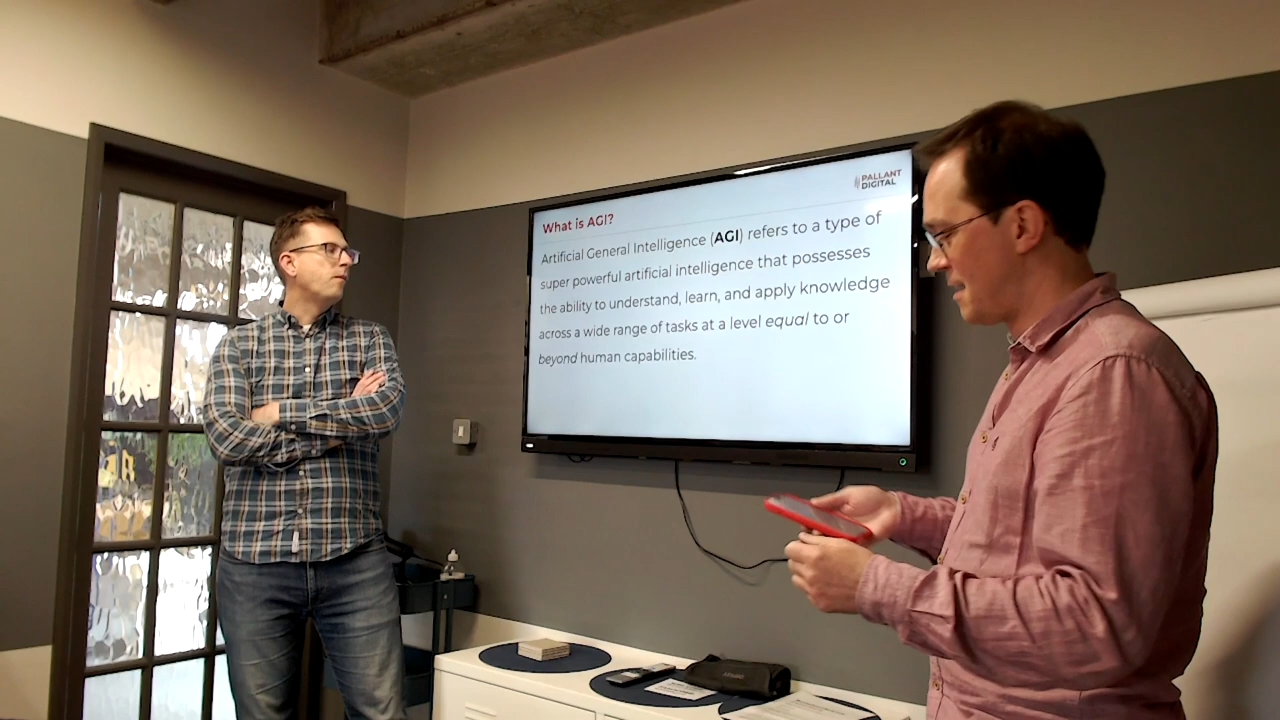 PALLANT
DIGITAL
What is AGI?
Artificial General Intelligence (AGI) refers to a type of
super powerful artificial intelligence that possesses
the ability to understand, learn, and apply knowledge
across a wide range of tasks at a level equal to or
beyond human capabilities.